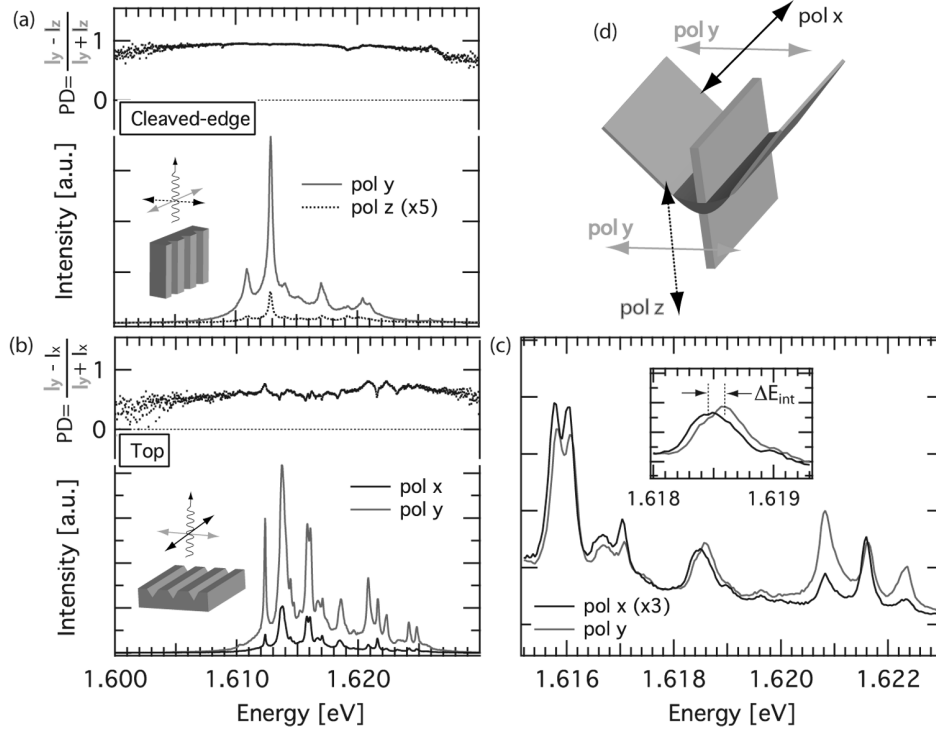 (a)
PD= Iy - Iz / Iy + Iz
1
0
Cleaved-edge
Intensity [a.u.]
pol y
pol z (x5)
(b)
PD= Iy - Ix / Iy + Ix
1
0
Top
Intensity [a.u.]
pol x
pol y
1.600
1.610
1.620
Energy [eV]
(d)
pol x
pol y
pol y
pol z
(c)
ΔEint
1.618
1.619
pol x (x3)
pol y
1.616
1.618
1.620
1.622
Energy [eV]